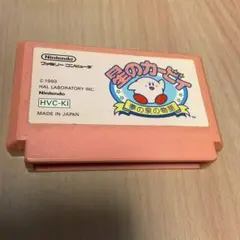 Nintendo
ファミリー コンピュータ
© 1993
HAL LABORATORY INC.
Nintendo
HVC-KI
MADE IN JAPAN
星のカービィ
夢の泉の物語